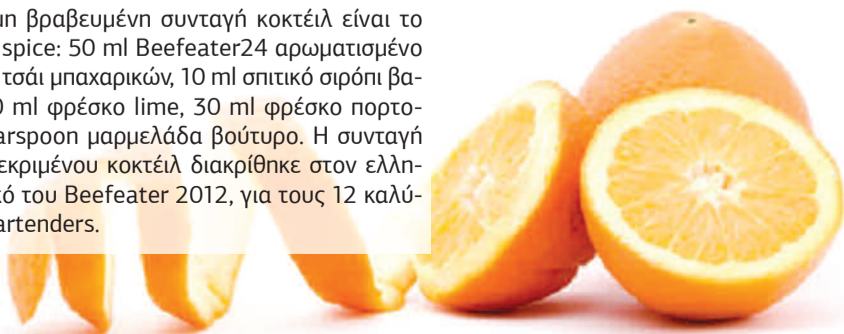 μη βραβευμένη συνταγή κοκτέιλ είναι το
spice: 50 ml Beefeater24 αρωματισμένο
τσάι μπαχαρικών, 10 ml σπιτικό σιρόπι βα-
0 ml φρέσκο lime, 30 ml φρέσκο πορτο-
arspoon μαρμελάδα βούτυρο. Η συνταγή
εκριμένου κοκτέιλ διακρίθηκε στον ελλη-
κό του Beefeater 2012, για τους 12 καλύ-
artenders.